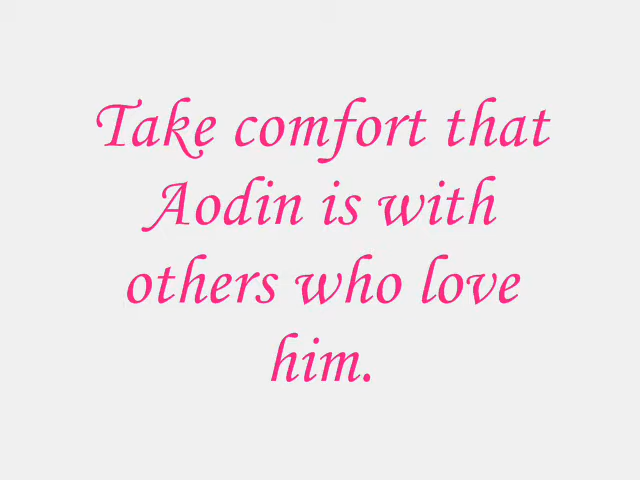 Take comfort that
Aodin is with
others who love
him.